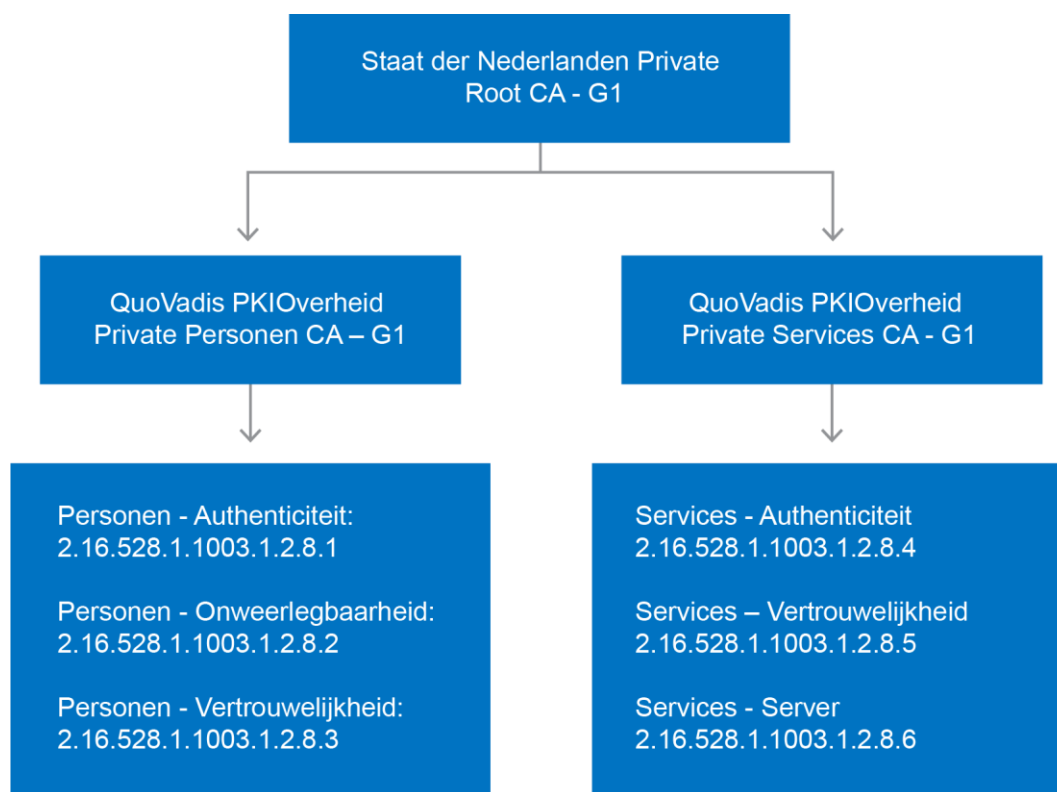 Staat der Nederlanden Private
Root CA - G1
QuoVadis PKIOverheid
Private Personen CA – G1
QuoVadis PKIOverheid
Private Services CA - G1
Personen - Authenticiteit:
2.16.528.1.1003.1.2.8.1
Personen - Onweerlegbaarheid:
2.16.528.1.1003.1.2.8.2
Personen - Vertrouwelijkheid:
2.16.528.1.1003.1.2.8.3
Services - Authenticiteit
2.16.528.1.1003.1.2.8.4
Services – Vertrouwelijkheid
2.16.528.1.1003.1.2.8.5
Services - Server
2.16.528.1.1003.1.2.8.6